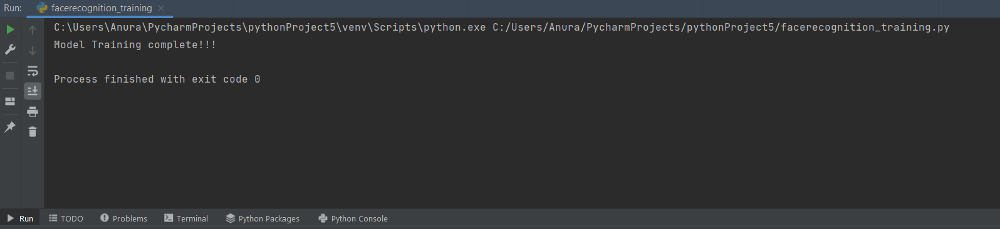 Run: facerecognition_training
C:\Users\Anura\PycharmProjects\pythonProject5\venv\Scripts\python.exe C:/Users/Anura/PycharmProjects/pythonProject5/facerecognition_training.py
Model Training complete!!!
Process finished with exit code 0
Run TODO Problems Terminal Python Packages Python Console